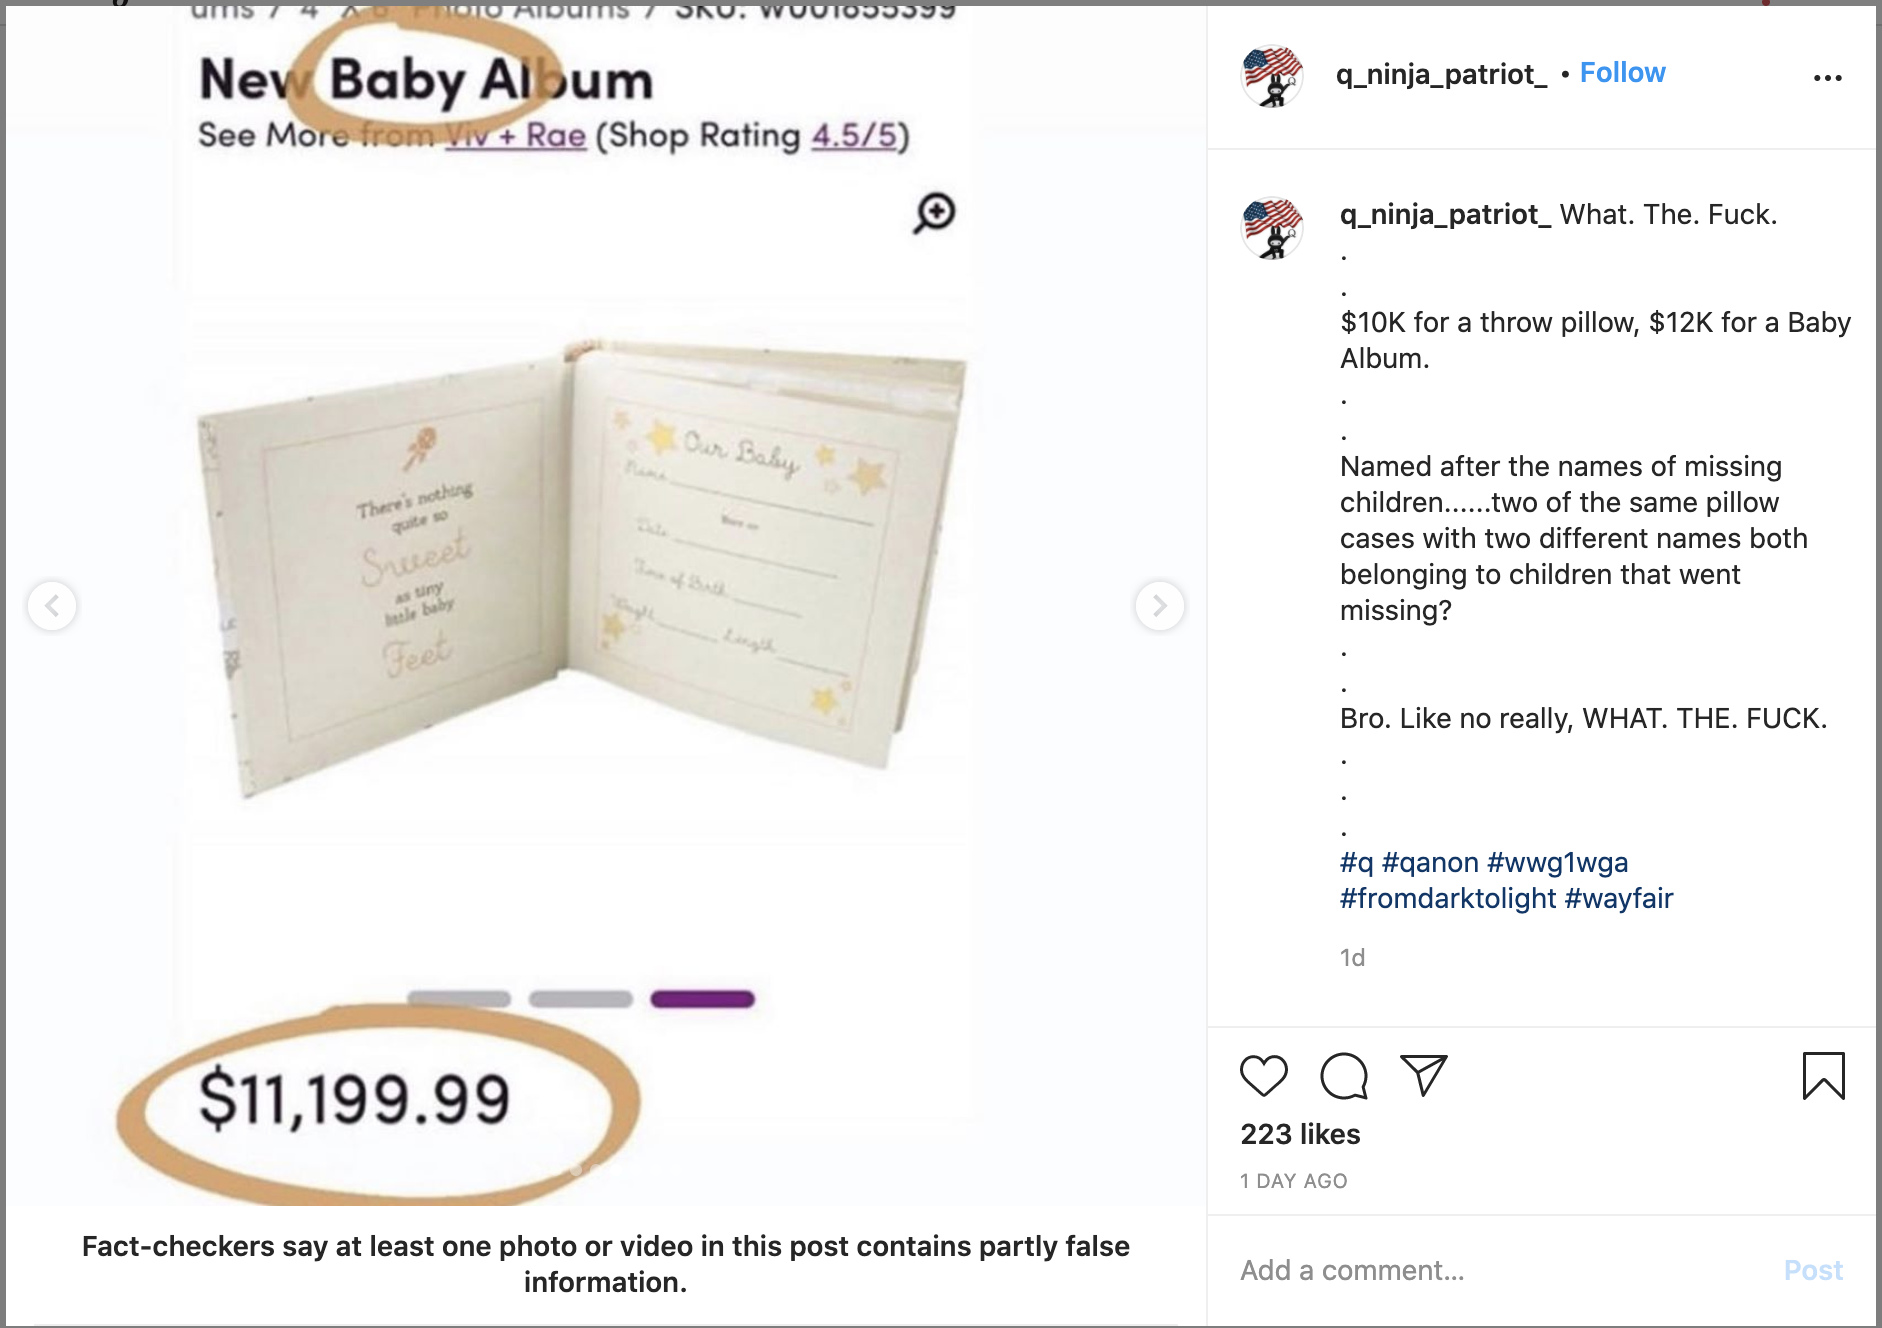 ums / 4" X 6" Photo Albums / SKU: W001855399
New Baby Album
See More from Viv + Rae (Shop Rating 4.5/5)
There's nothing
quite so
Sweet
as tiny
little baby
Feet
Our Baby
Name
Born on
Date
Time of Birth
Weight Length
$11,199.99
Fact-checkers say at least one photo or video in this post contains partly false
information.
q_ninja_patriot_ • Follow
q_ninja_patriot_ What. The. Fuck.
.
.
$10K for a throw pillow, $12K for a Baby
Album.
.
.
Named after the names of missing
children......two of the same pillow
cases with two different names both
belonging to children that went
missing?
.
.
Bro. Like no really, WHAT. THE. FUCK.
.
.
.
#q #qanon #wwg1wga
#fromdarktolight #wayfair
1d
223 likes
1 DAY AGO
Add a comment... Post